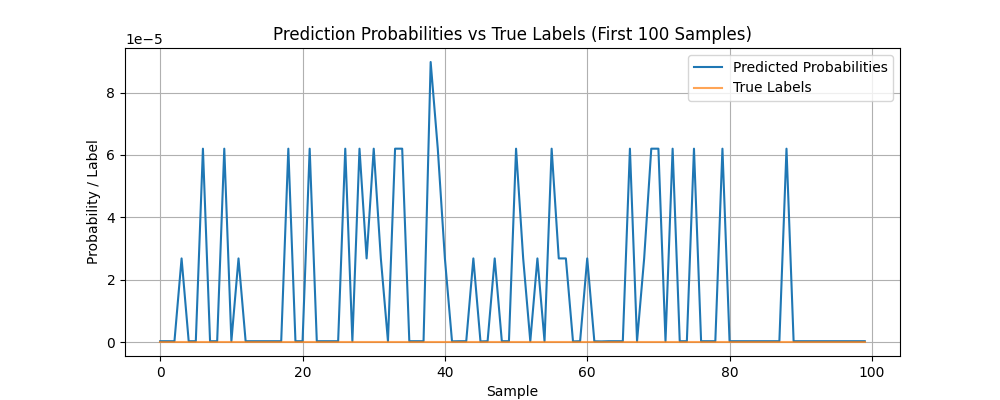 Prediction Probabilities vs True Labels (First 100 Samples)
1e−5
Predicted Probabilities
True Labels
8
6
4
2
0
Probability / Label
0 20 40 60 80 100
Sample